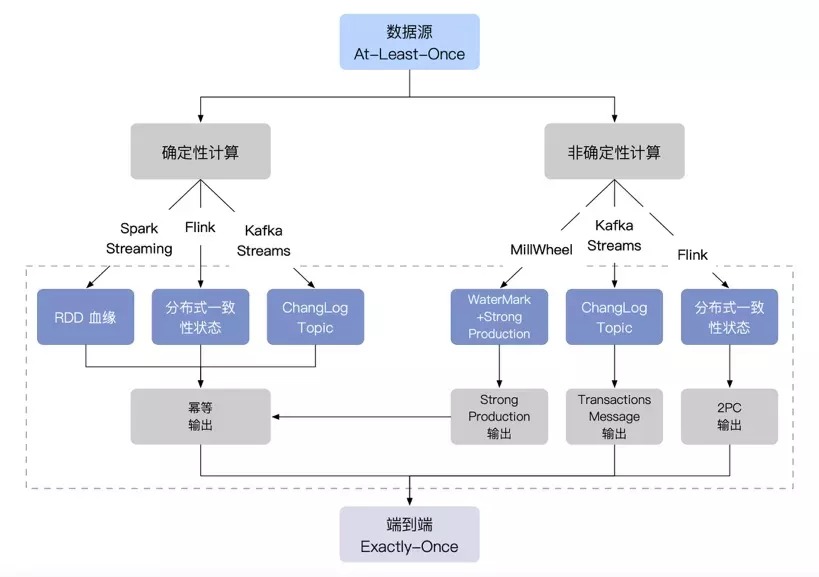 数据源
At-Least-Once
确定性计算
非确定性计算
Spark
Streaming
Flink
Kafka
Streams
MillWheel
Kafka
Streams
Flink
RDD 血缘
分布式一致
性状态
ChangLog
Topic
WaterMark
+Strong
Production
ChangLog
Topic
分布式一致
性状态
幂等
输出
Strong
Production
输出
Transactions
Message
输出
2PC
输出
端到端
Exactly-Once